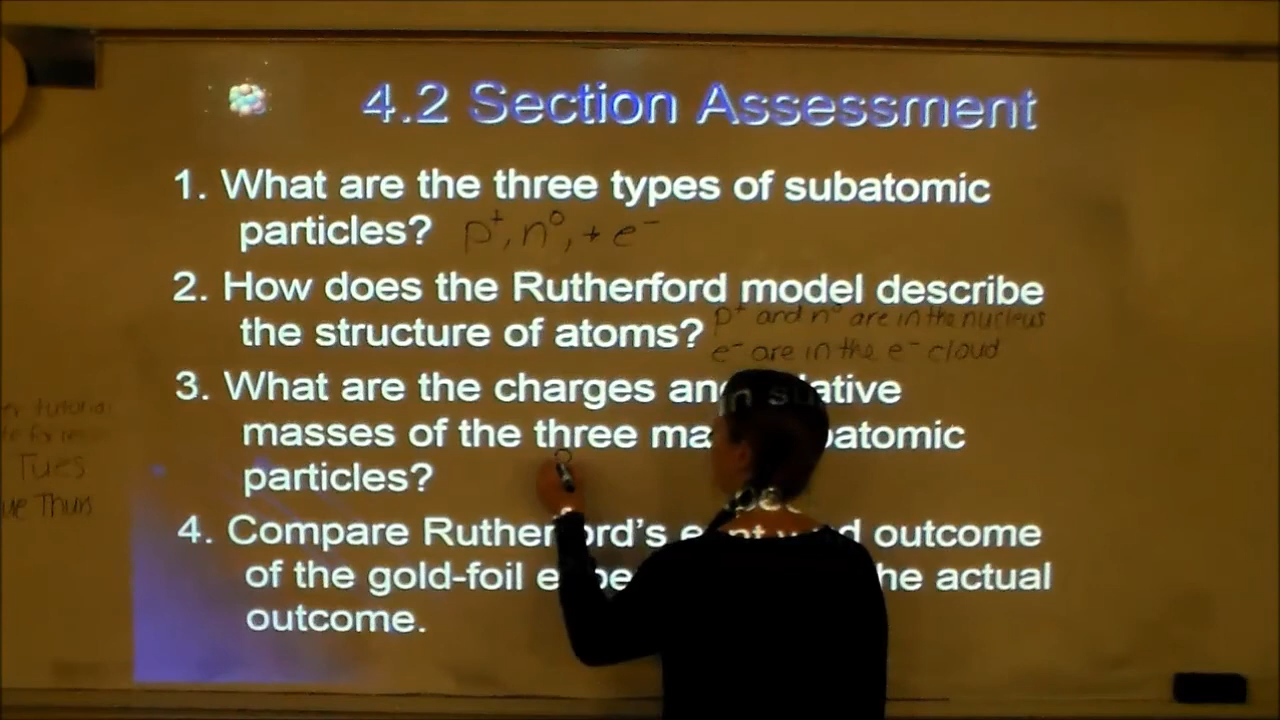 4.2 Section Assessment
1. What are the three types of subatomic
particles? p⁺, n⁰, + e⁻
2. How does the Rutherford model describe
the structure of atoms? p⁺ and n⁰ are in the nucleus
e⁻ are in the e⁻ cloud
3. What are the charges
masses of the three
particles?
4. Compare outcome
of the gold-foil actual
outcome.
Tues
Thurs